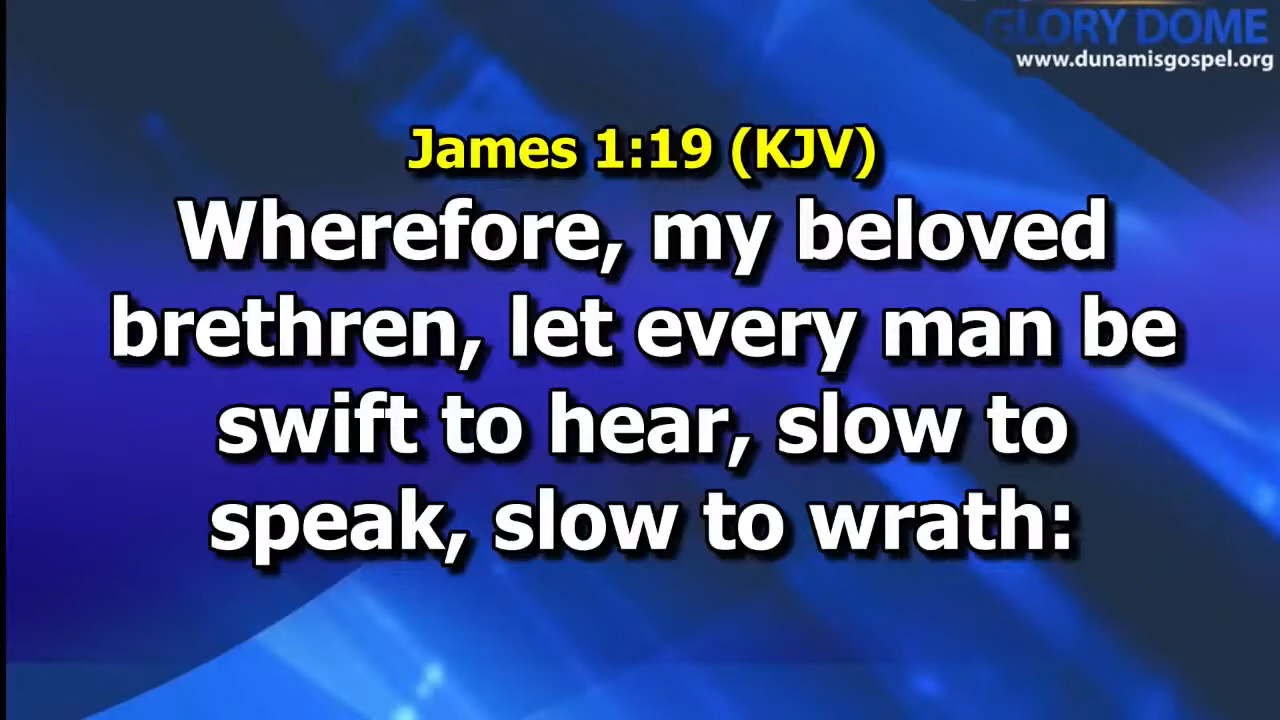 GLORY DOME
www.dunamisgospel.org
James 1:19 (KJV)
Wherefore, my beloved
brethren, let every man be
swift to hear, slow to
speak, slow to wrath: